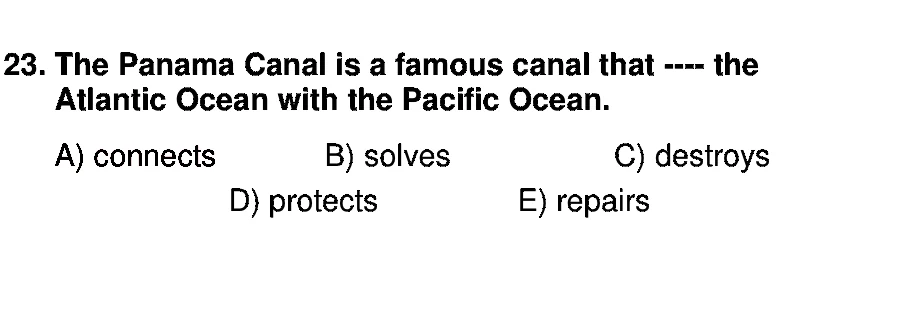 23. The Panama Canal is a famous canal that ---- the
Atlantic Ocean with the Pacific Ocean.
A) connects B) solves C) destroys
D) protects E) repairs